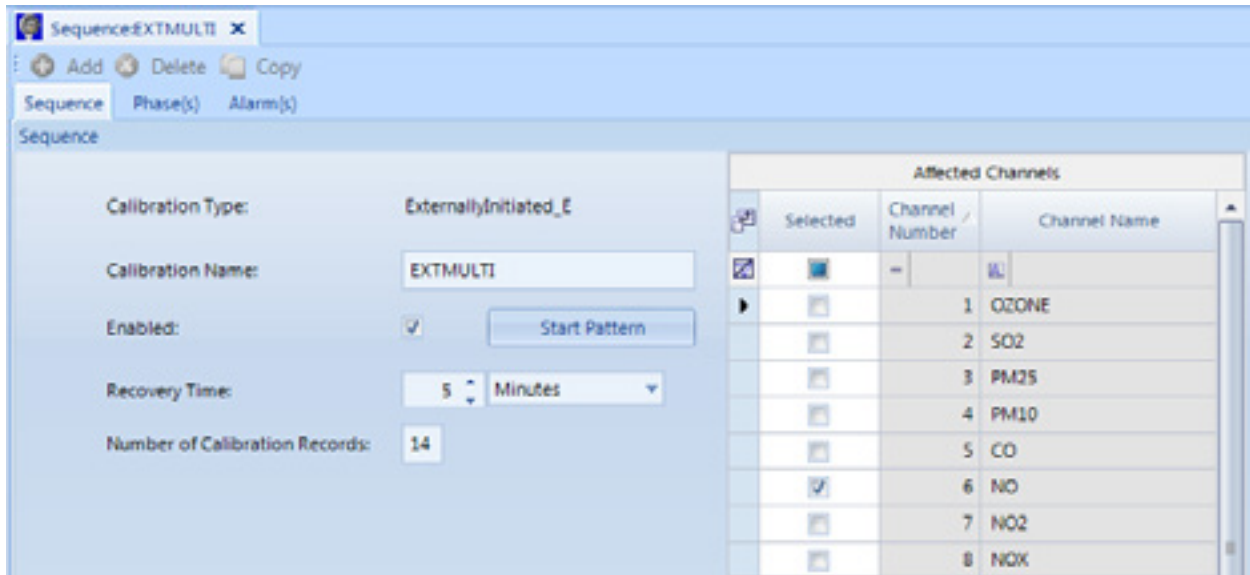 Sequence:EXTMULTI
Add Delete Copy
Sequence Phase(s) Alarm(s)
Sequence
Calibration Type: ExternallyInitiated_E
Calibration Name: EXTMULTI
Enabled: Start Pattern
Recovery Time: 5 Minutes
Number of Calibration Records: 14
Affected Channels
Selected Channel Number Channel Name
=
1 OZONE
2 SO2
3 PM25
4 PM10
5 CO
6 NO
7 NO2
8 NOX